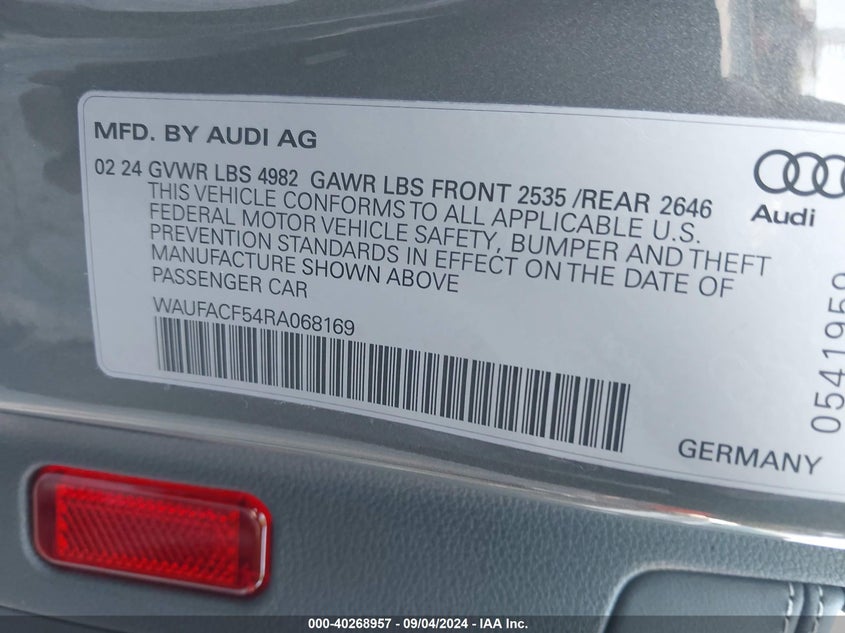 MFD. BY AUDI AG
02 24 GVWR LBS 4982 GAWR LBS FRONT 2535 /REAR 2646
THIS VEHICLE CONFORMS TO ALL APPLICABLE U.S.
FEDERAL MOTOR VEHICLE SAFETY, BUMPER AND THEFT
PREVENTION STANDARDS IN EFFECT ON THE DATE OF
MANUFACTURE SHOWN ABOVE
PASSENGER CAR
WAUFACF54RA068169
Audi
0541959
GERMANY
000-40268957 - 09/04/2024 - IAA Inc.